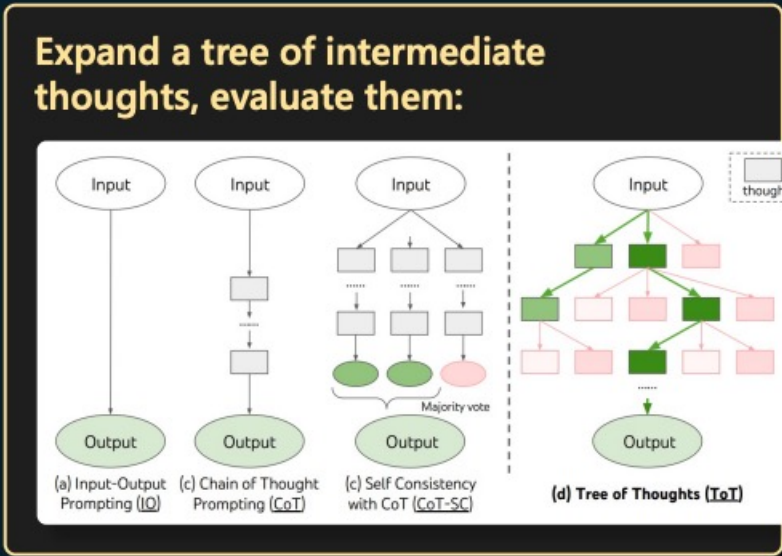 Expand a tree of intermediate
thoughts, evaluate them:
Input
Input
Input
Input
......
......
......
......
......
Majority vote
Output
Output
Output
Output
(a) Input-Output
Prompting (IO)
(c) Chain of Thought
Prompting (CoT)
(c) Self Consistency
with CoT (CoT-SC)
(d) Tree of Thoughts (ToT)